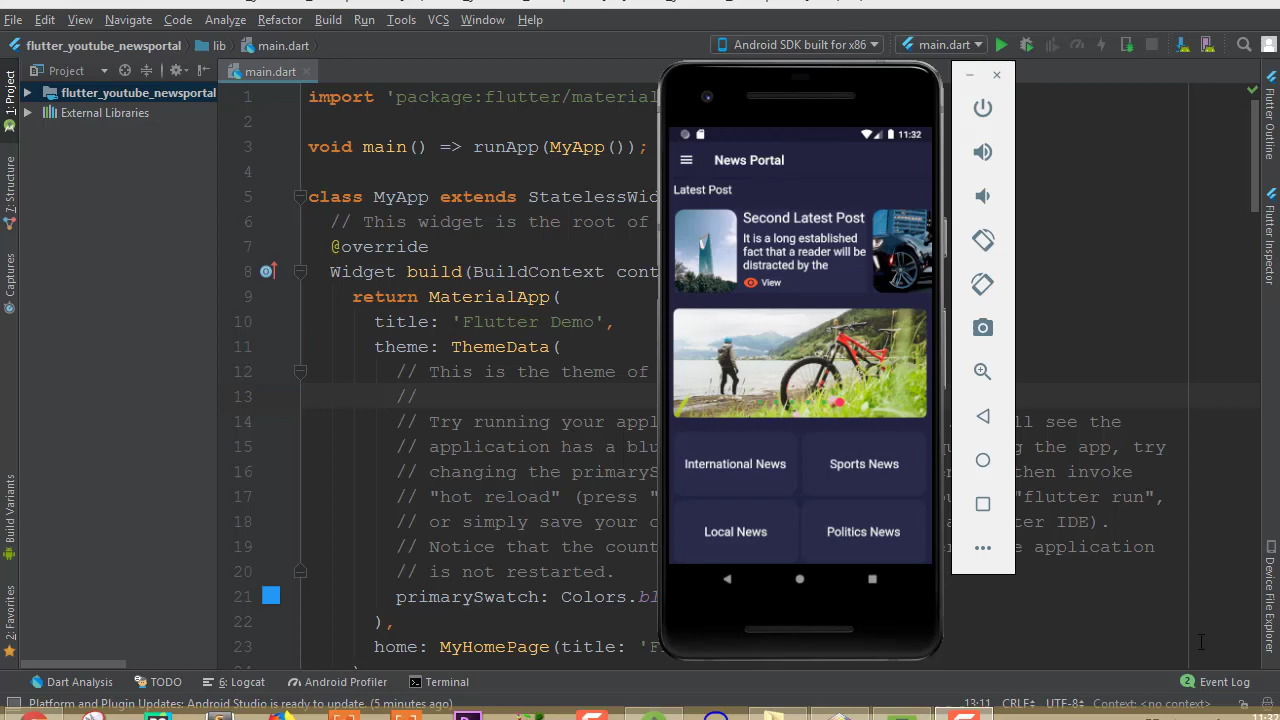 File Edit View Navigate Code Analyze Refactor Build Run Tools VCS Window Help
flutter_youtube_newsportal lib main.dart Android SDK built for x86 main.dart
Project main.dart
flutter_youtube_newsportal
External Libraries
1: Project
7: Structure
Captures
Build Variants
2: Favorites
1 import 'package:flutter/material
2
3 void main() => runApp(MyApp());
4
5 class MyApp extends StatelessWid
6 // This widget is the root of
7 @override
8 Widget build(BuildContext cont
9 return MaterialApp(
10 title: 'Flutter Demo',
11 theme: ThemeData(
12 // This is the theme of
13 //
14 // Try running your appl ll see the
15 // application has a blu g the app, try
16 // changing the primaryS then invoke
17 // "hot reload" (press " "flutter run",
18 // or simply save your c ter IDE).
19 // Notice that the count e application
20 // is not restarted.
21 primarySwatch: Colors.bl
22 ),
23 home: MyHomePage(title: 'F
11:32
News Portal
Latest Post
Second Latest Post
It is a long established
fact that a reader will be
distracted by the
View
International News Sports News
Local News Politics News
Flutter Outline
Flutter Inspector
Device File Explorer
Dart Analysis TODO 6: Logcat Android Profiler Terminal 2 Event Log
Platform and Plugin Updates: Android Studio is ready to update. (5 minutes ago) 13:11 CRLF UTF-8 Context: <no context>